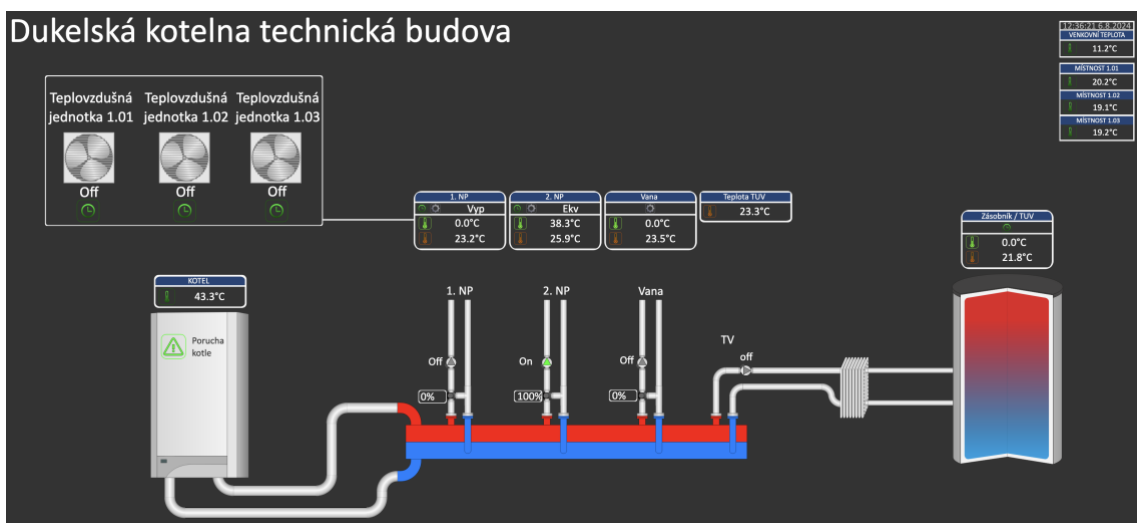 Dukelská kotelna technická budova
12:36:21 6.8.2024
VENKOVNÍ TEPLOTA
11.2°C
MÍSTNOST 1.01
20.2°C
MÍSTNOST 1.02
19.1°C
MÍSTNOST 1.03
19.2°C
Teplovzdušná
jednotka 1.01
Off
Teplovzdušná
jednotka 1.02
Off
Teplovzdušná
jednotka 1.03
Off
1. NP
Vyp
0.0°C
23.2°C
2. NP
Ekv
38.3°C
25.9°C
Vana
0.0°C
23.5°C
Teplota TUV
23.3°C
Zásobník / TUV
0.0°C
21.8°C
KOTEL
43.3°C
Porucha
kotle
1. NP
Off
0%
2. NP
On
100%
Vana
Off
0%
TV
off